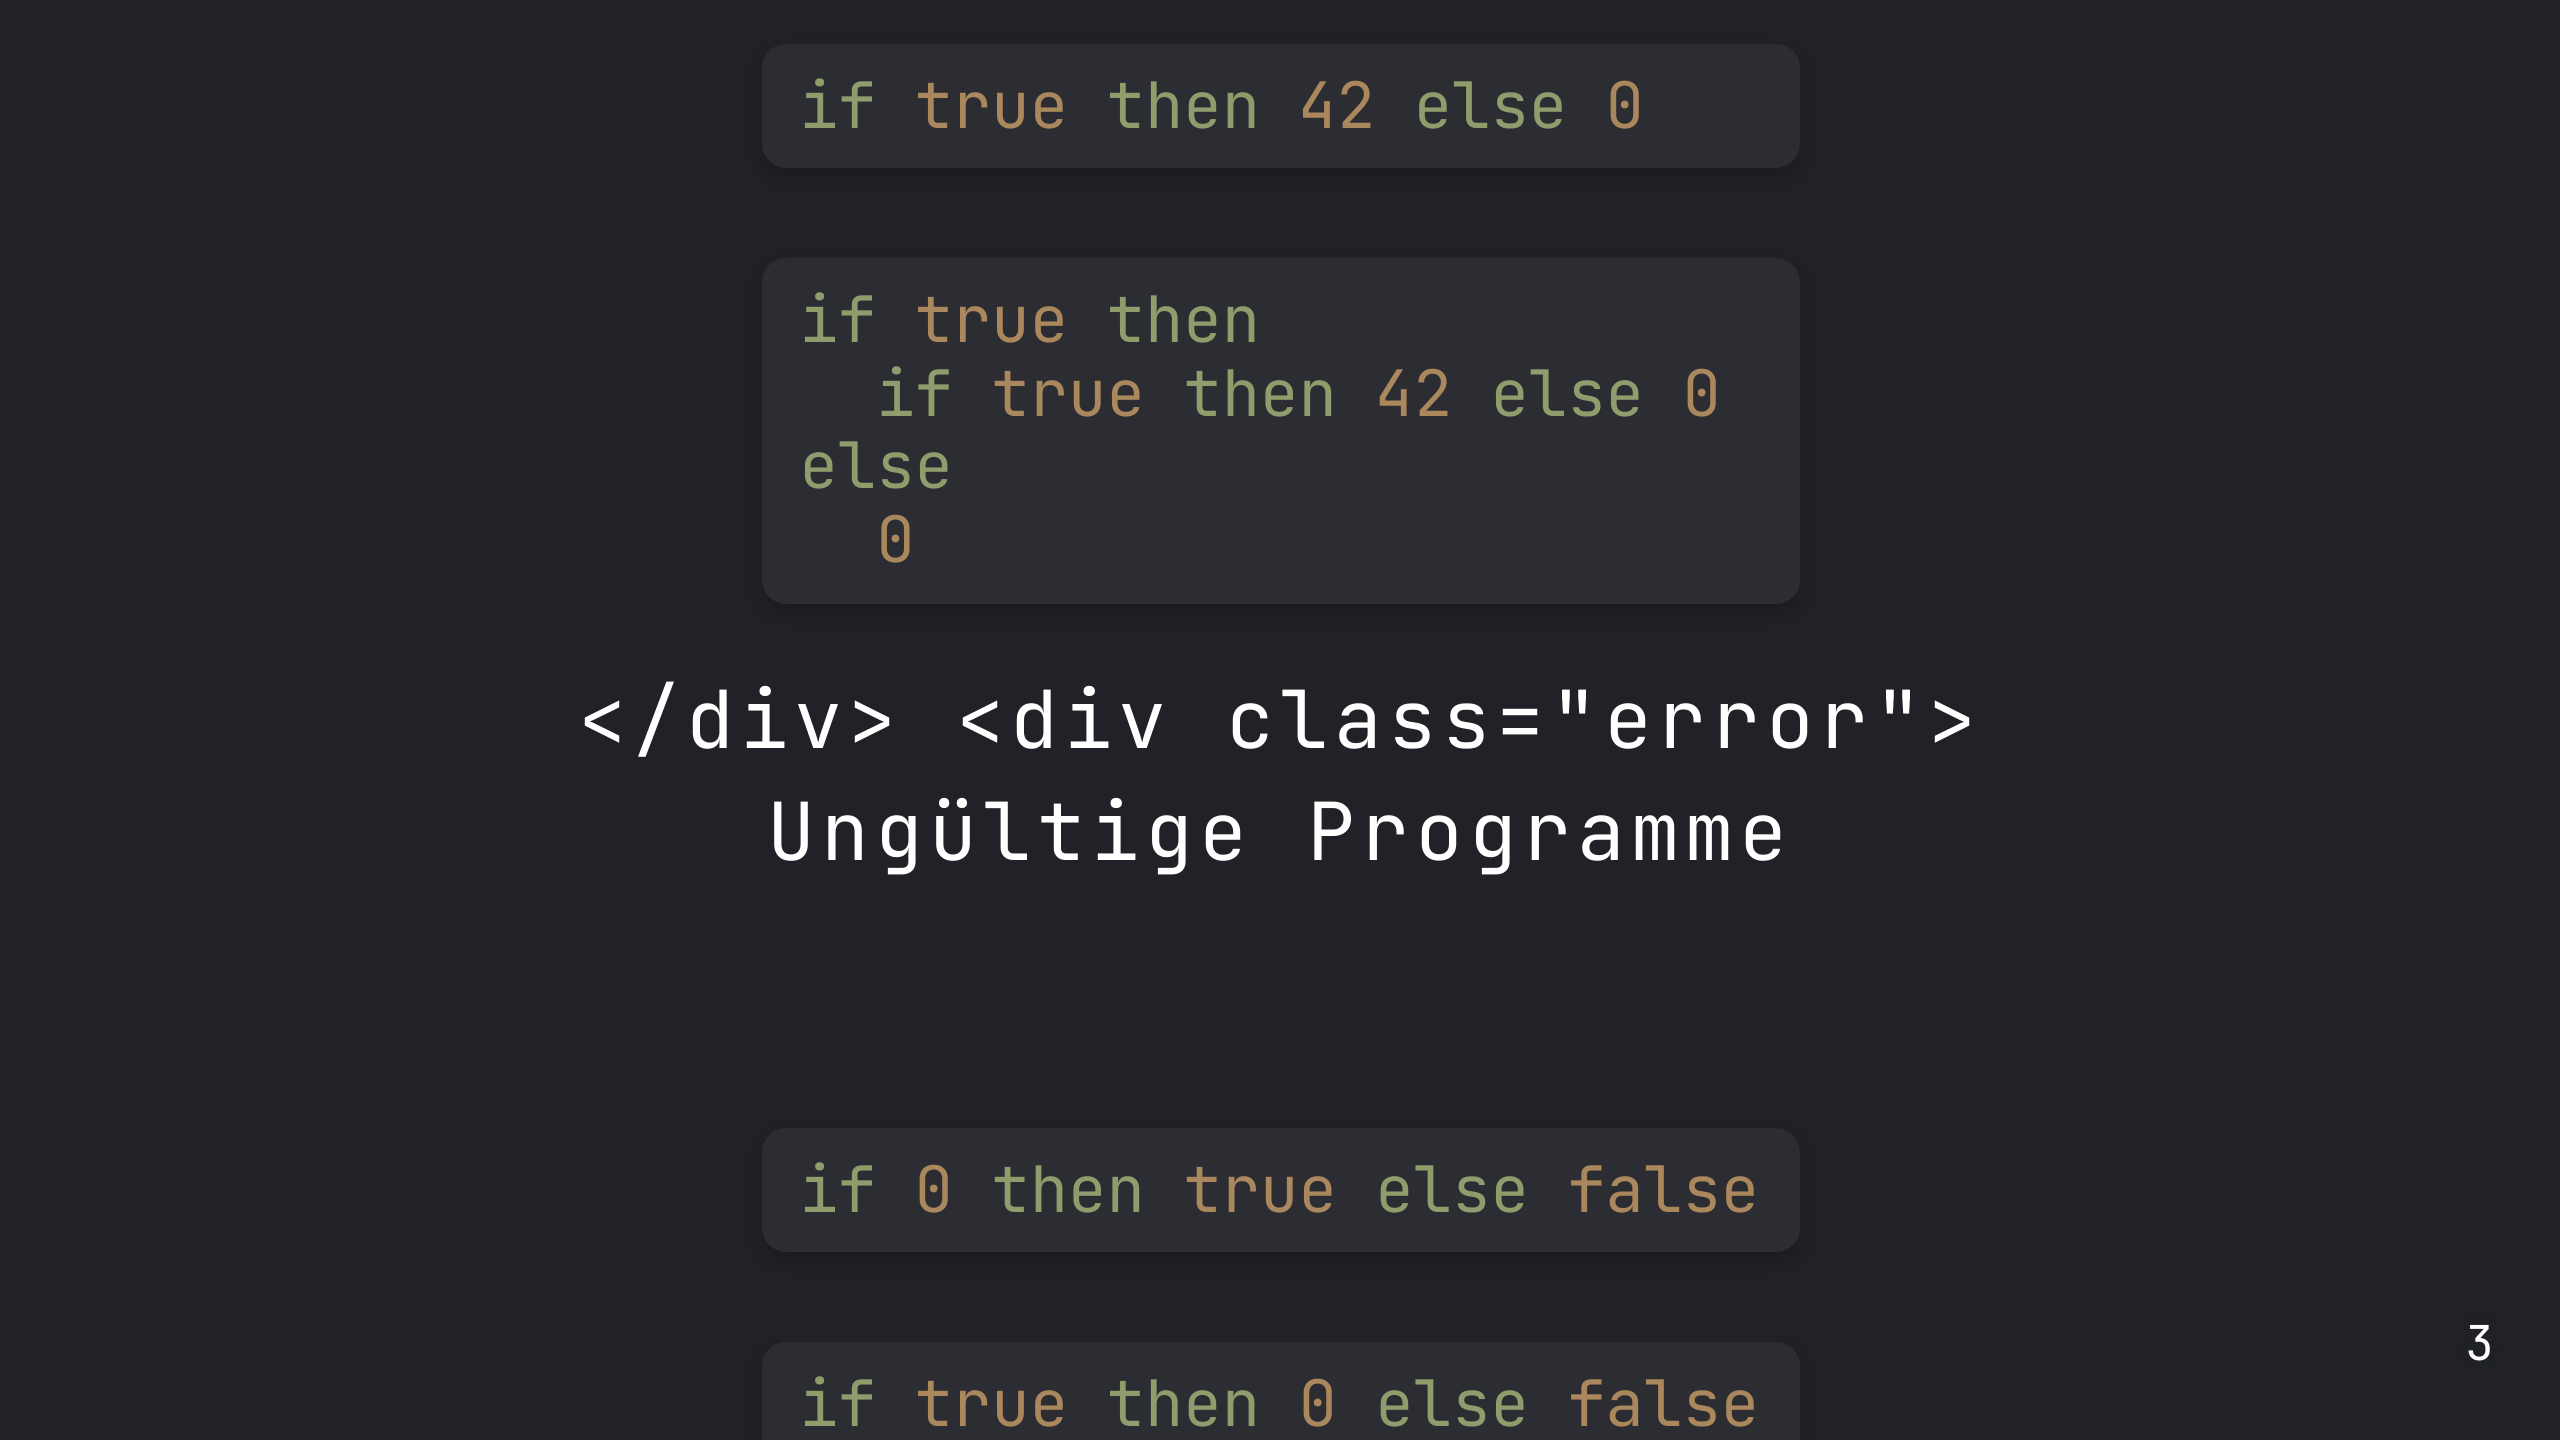 if true then 42 else 0
if true then
  if true then 42 else 0
else
  0
</div> <div class="error">
Ungültige Programme
if 0 then true else false
3
if true then 0 else false